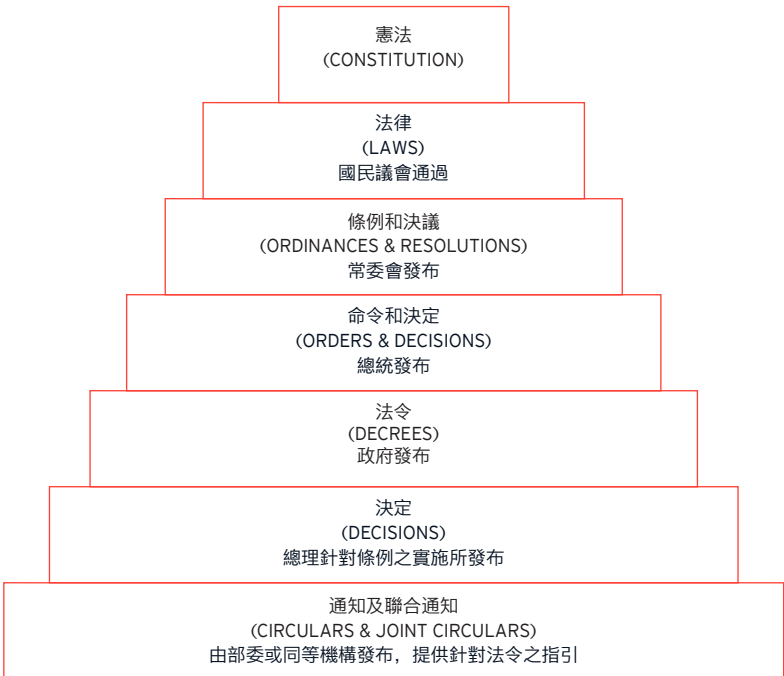 憲法
(CONSTITUTION)
法律
(LAWS)
國民議會通過
條例和決議
(ORDINANCES & RESOLUTIONS)
常委會發布
命令和決定
(ORDERS & DECISIONS)
總統發布
法令
(DECREES)
政府發布
決定
(DECISIONS)
總理針對條例之實施所發布
通知及聯合通知
(CIRCULARS & JOINT CIRCULARS)
由部委或同等機構發布，提供針對法令之指引